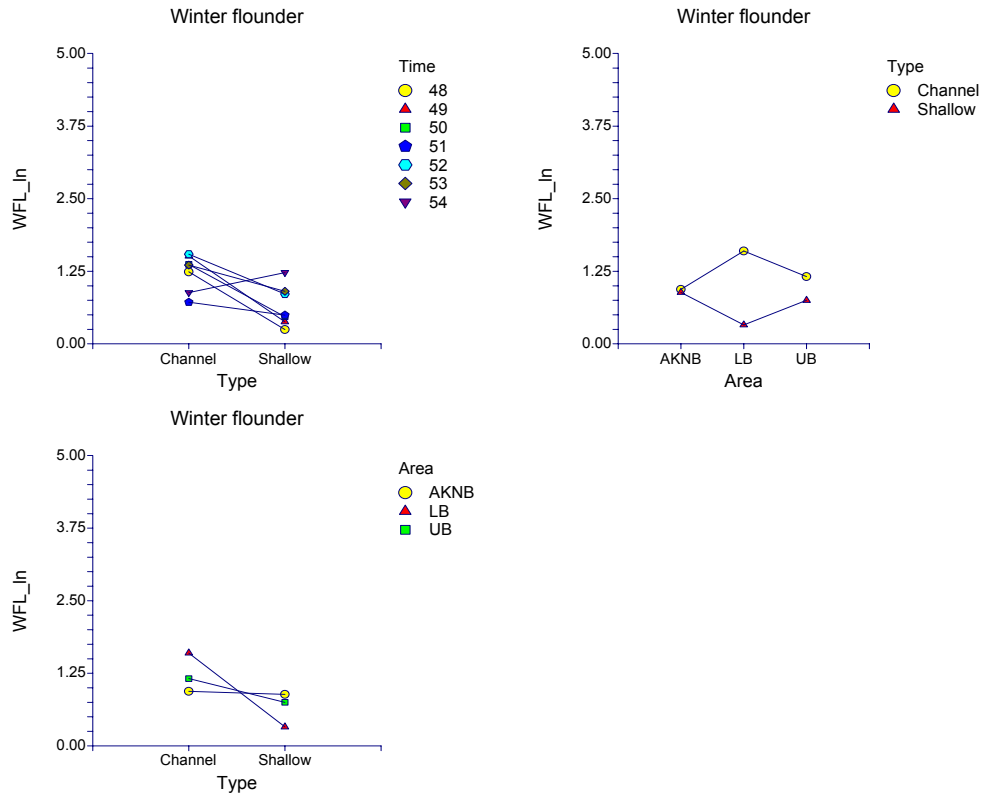 Winter flounder
5.00
3.75
2.50
1.25
0.00
WFL_ln
Channel Shallow
Type
Time
48
49
50
51
52
53
54
Winter flounder
5.00
3.75
2.50
1.25
0.00
WFL_ln
AKNB LB UB
Area
Type
Channel
Shallow
Winter flounder
5.00
3.75
2.50
1.25
0.00
WFL_ln
Channel Shallow
Type
Area
AKNB
LB
UB